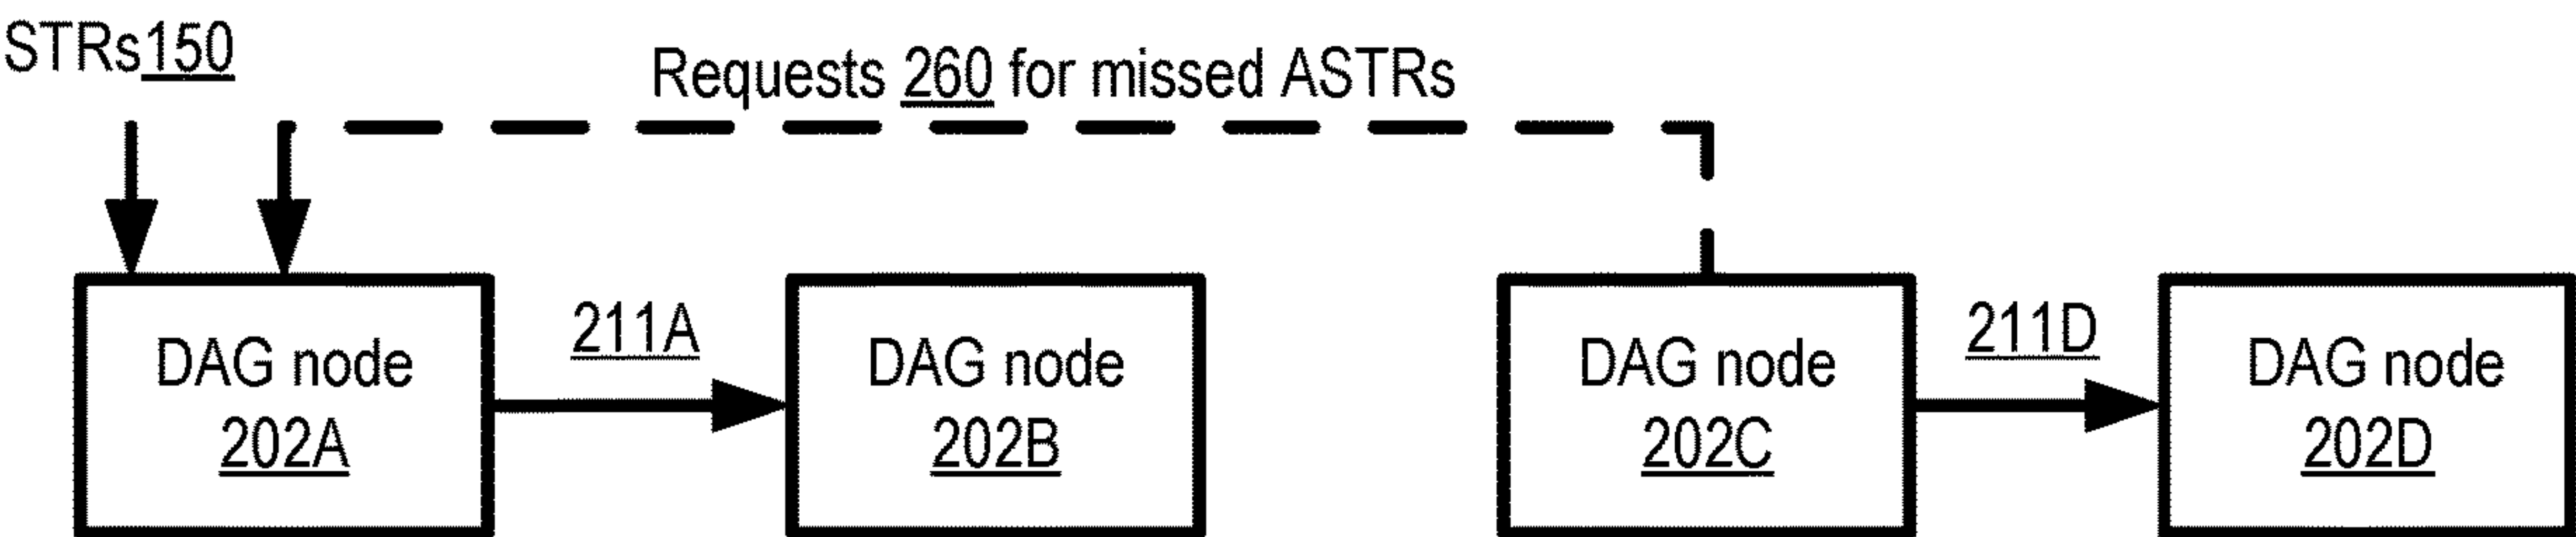 STRs150
Requests 260 for missed ASTRs
211A
211D
DAG node
202A
DAG node
202B
DAG node
202C
DAG node
202D